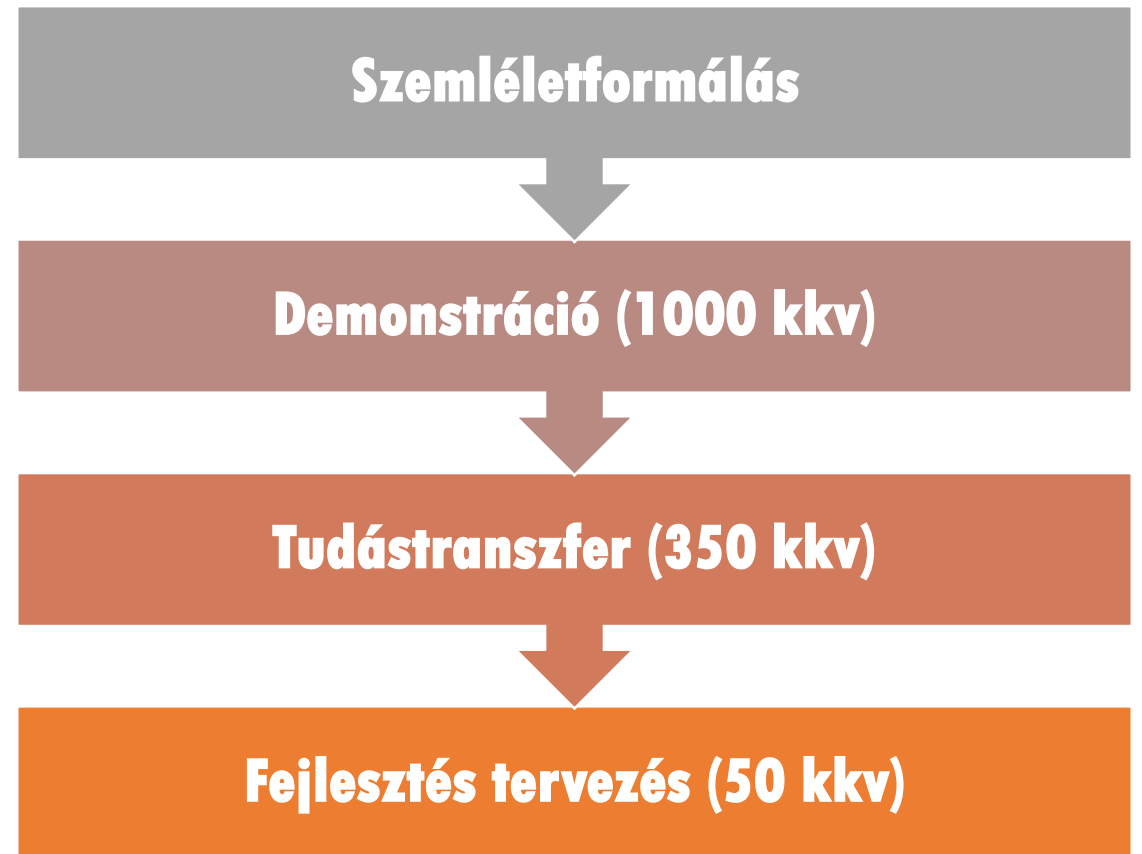 Szemléletformálás
Demonstráció (1000 kkv)
Tudástranszfer (350 kkv)
Fejlesztés tervezés (50 kkv)